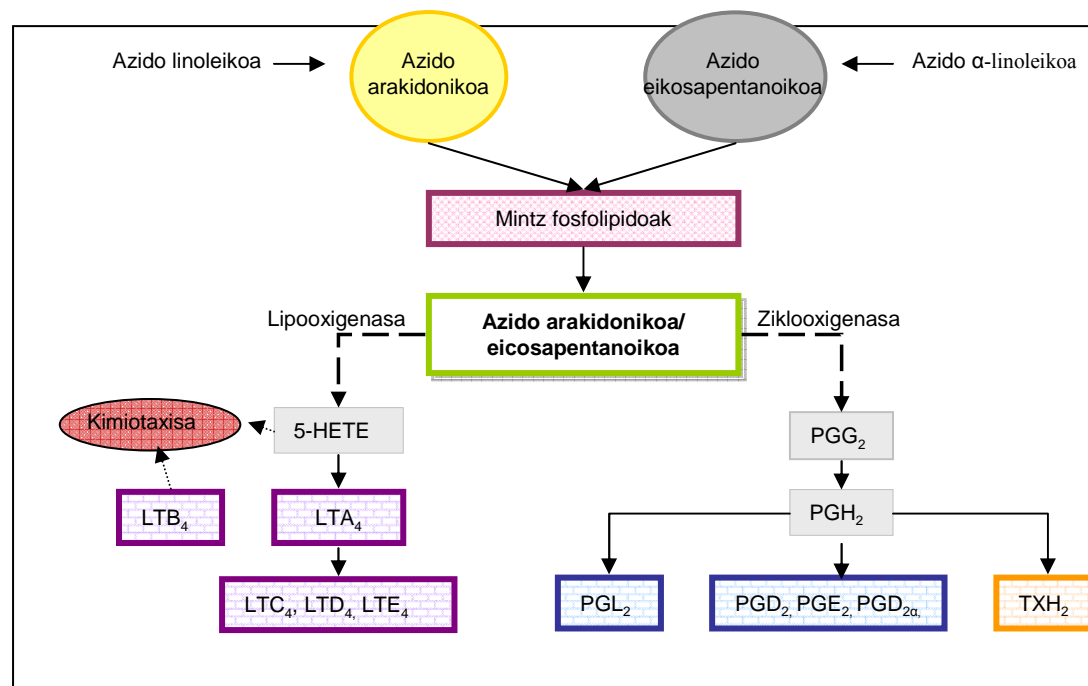 Azido linoleikoa
Azido
arakidonikoa
Azido
eikosapentanoikoa
Azido α-linoleikoa
Mintz fosfolipidoak
Lipooxigenasa
Azido arakidonikoa/
eicosapentanoikoa
Ziklooxigenasa
Kimiotaxisa
5-HETE
PGG₂
LTB₄
LTA₄
PGH₂
LTC₄, LTD₄, LTE₄
PGL₂
PGD₂, PGE₂, PGD₂α,
TXH₂